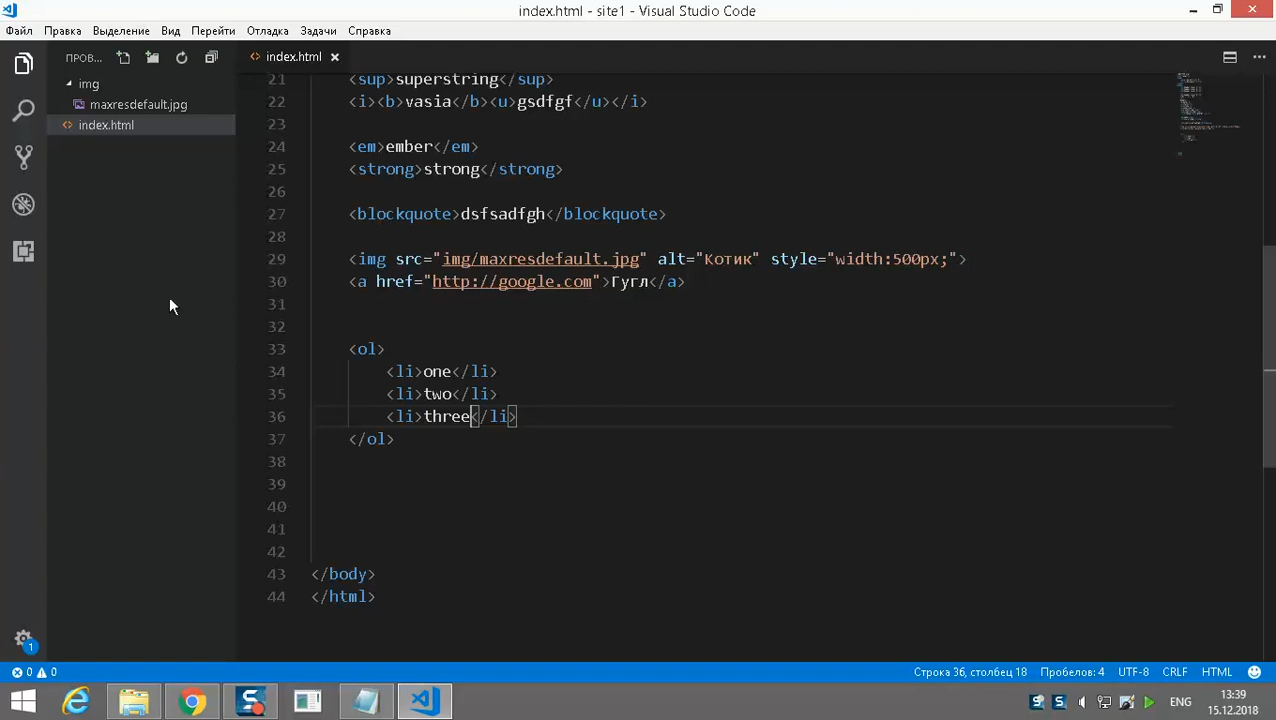 index.html - site1 - Visual Studio Code
Файл Правка Выделение Вид Перейти Отладка Задачи Справка
ПРОВ... index.html
img
maxresdefault.jpg
index.html
21 <sup>superstring</sup>
22 <i><b>vasia</b><u>gsdfgf</u></i>
23
24 <em>ember</em>
25 <strong>strong</strong>
26
27 <blockquote>dsfsadfgh</blockquote>
28
29 <img src="img/maxresdefault.jpg" alt="Котик" style="width:500px;">
30 <a href="http://google.com">Гугл</a>
31
32
33 <ol>
34 <li>one</li>
35 <li>two</li>
36 <li>three</li>
37 </ol>
38
39
40
41
42
43 </body>
44 </html>
1
0 0 Строка 36, столбец 18 Пробелов: 4 UTF-8 CRLF HTML
ENG 13:39
15.12.2018